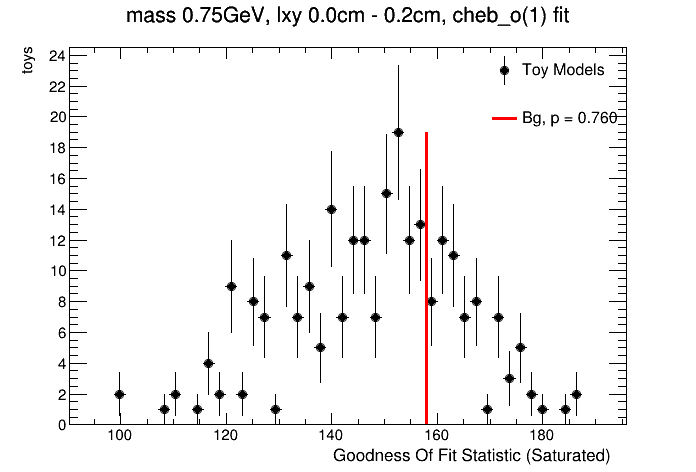 mass 0.75GeV, lxy 0.0cm - 0.2cm, cheb_o(1) fit
toys
24
22
20
18
16
14
12
10
8
6
4
2
0
Toy Models
Bg, p = 0.760
100 120 140 160 180
Goodness Of Fit Statistic (Saturated)